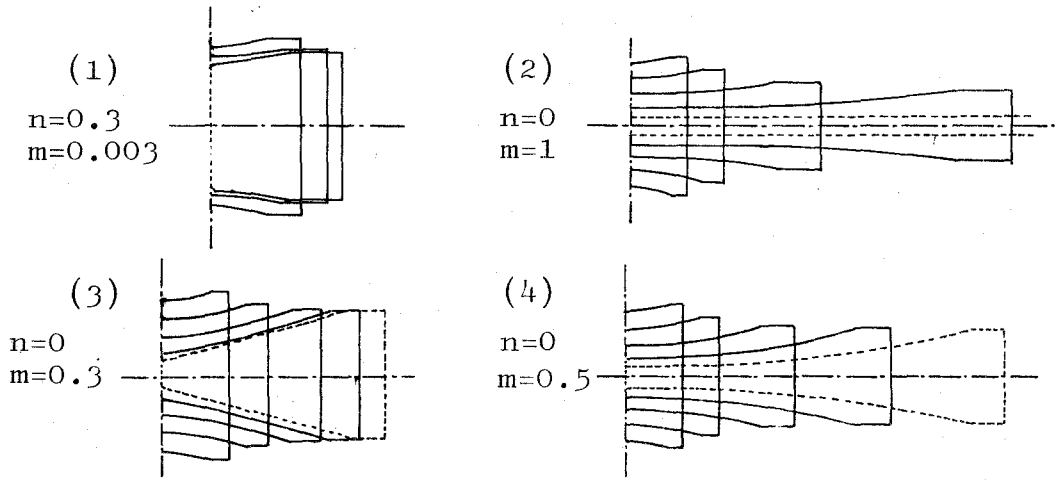 (1)
n=0.3
m=0.003
(2)
n=0
m=1
(3)
n=0
m=0.3
(4)
n=0
m=0.5